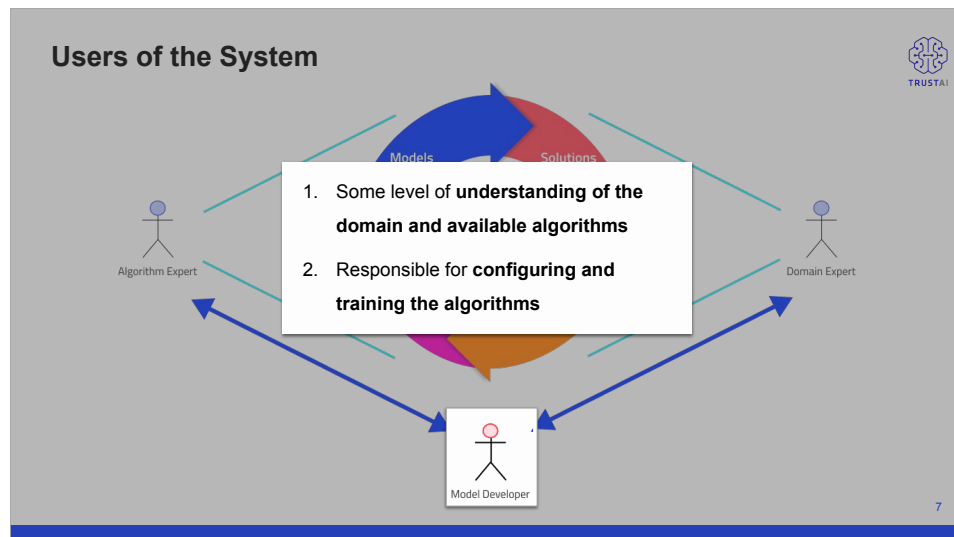 Users of the System
TRUSTAI
Models
Solutions
1. Some level of understanding of the
domain and available algorithms
2. Responsible for configuring and
training the algorithms
Algorithm Expert
Domain Expert
Model Developer
7